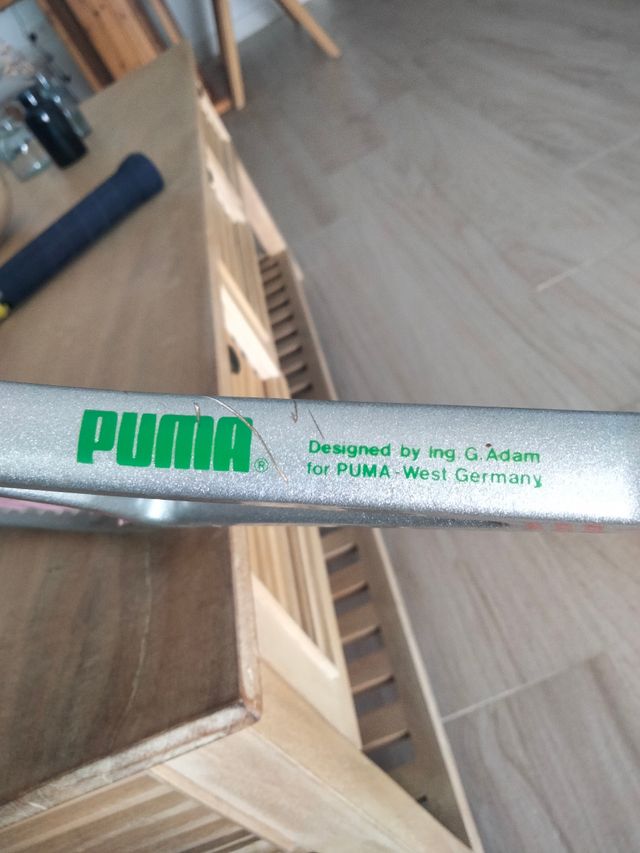 PUMA®
Designed by Ing. G. Adam
for PUMA - West Germany